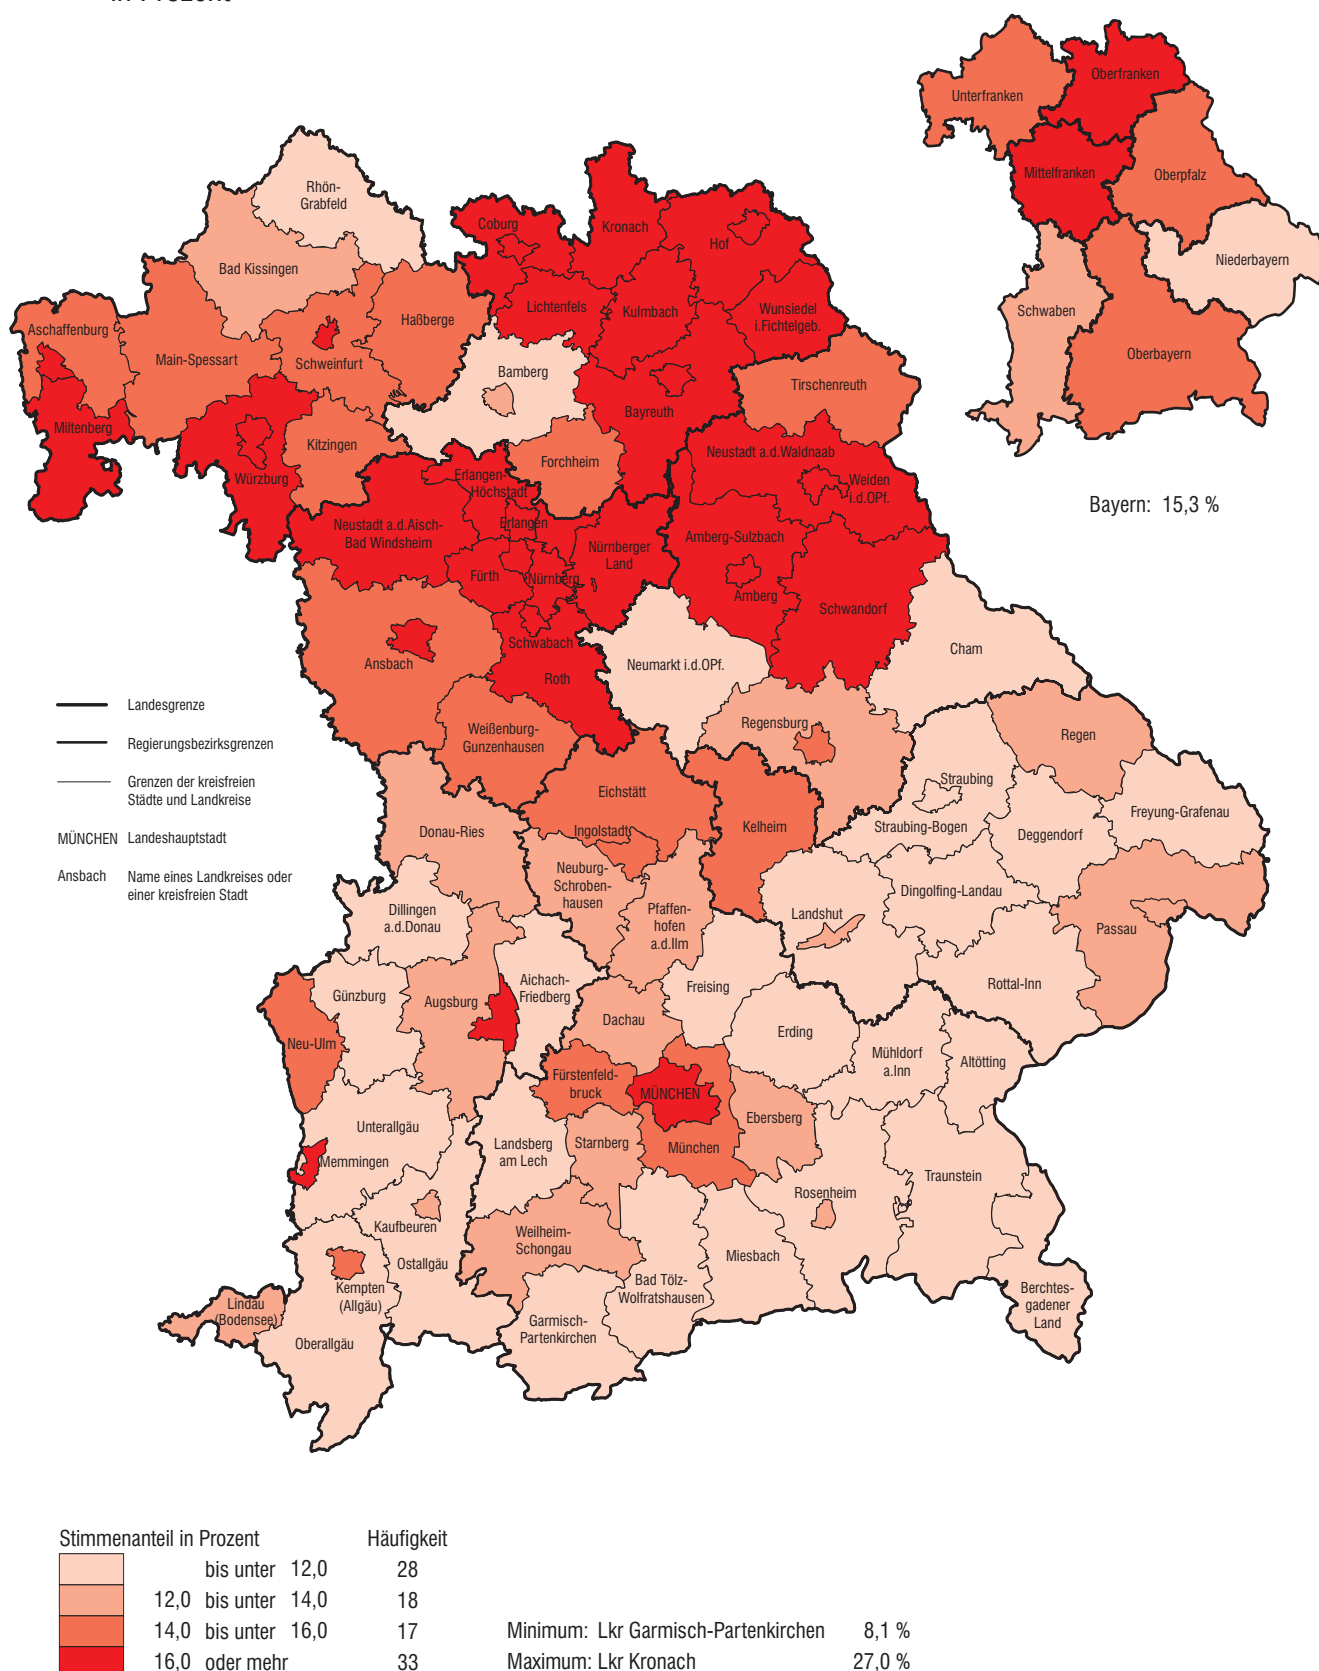 in Prozent
Unterfranken
Oberfranken
Mittelfranken
Oberpfalz
Niederbayern
Schwaben
Oberbayern
Bayern: 15,3 %
Rhön-
Grabfeld
Bad Kissingen
Coburg
Kronach
Hof
Lichtenfels
Kulmbach
Wunsiedel
i.Fichtelgeb.
Aschaffenburg
Main-Spessart
Schweinfurt
Haßberge
Bamberg
Bayreuth
Tirschenreuth
Miltenberg
Würzburg
Kitzingen
Forchheim
Neustadt a.d.Waldnaab
Weiden
i.d.OPf.
Erlangen-
Höchstadt
Erlangen
Neustadt a.d.Aisch-
Bad Windsheim
Fürth
Nürnberg
Nürnberger
Land
Amberg-Sulzbach
Amberg
Schwandorf
Cham
Ansbach
Schwabach
Roth
Neumarkt i.d.OPf.
Weißenburg-
Gunzenhausen
Regensburg
Regen
Landesgrenze
Regierungsbezirksgrenzen
Grenzen der kreisfreien
Städte und Landkreise
MÜNCHEN Landeshauptstadt
Ansbach Name eines Landkreises oder
einer kreisfreien Stadt
Eichstätt
Ingolstadt
Kelheim
Straubing
Straubing-Bogen
Deggendorf
Freyung-Grafenau
Donau-Ries
Neuburg-
Schroben-
hausen
Pfaffen-
hofen
a.d.Ilm
Landshut
Dingolfing-Landau
Passau
Rottal-Inn
Dillingen
a.d.Donau
Günzburg
Augsburg
Aichach-
Friedberg
Freising
Dachau
Erding
Mühldorf
a.Inn
Altötting
Neu-Ulm
Fürstenfeld-
bruck
MÜNCHEN
München
Ebersberg
Unterallgäu
Memmingen
Landsberg
am Lech
Starnberg
Rosenheim
Traunstein
Kaufbeuren
Ostallgäu
Weilheim-
Schongau
Bad Tölz-
Wolfratshausen
Miesbach
Berchtes-
gadener
Land
Kempten
(Allgäu)
Lindau
(Bodensee)
Oberallgäu
Garmisch-
Partenkirchen
Stimmenanteil in Prozent Häufigkeit
bis unter 12,0 28
12,0 bis unter 14,0 18
14,0 bis unter 16,0 17
16,0 oder mehr 33
Minimum: Lkr Garmisch-Partenkirchen 8,1 %
Maximum: Lkr Kronach 27,0 %